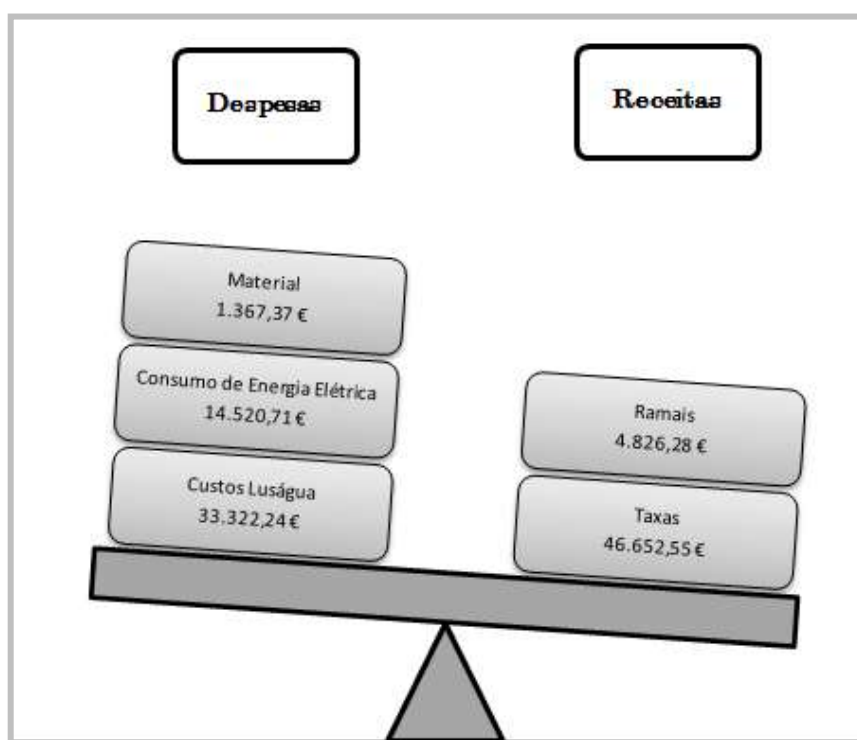 Despesas
Receitas
Material
1.367,37 €
Consumo de Energia Elétrica
14.520,71 €
Custos Luságua
33.322,24 €
Ramais
4.826,28 €
Taxas
46.652,55 €